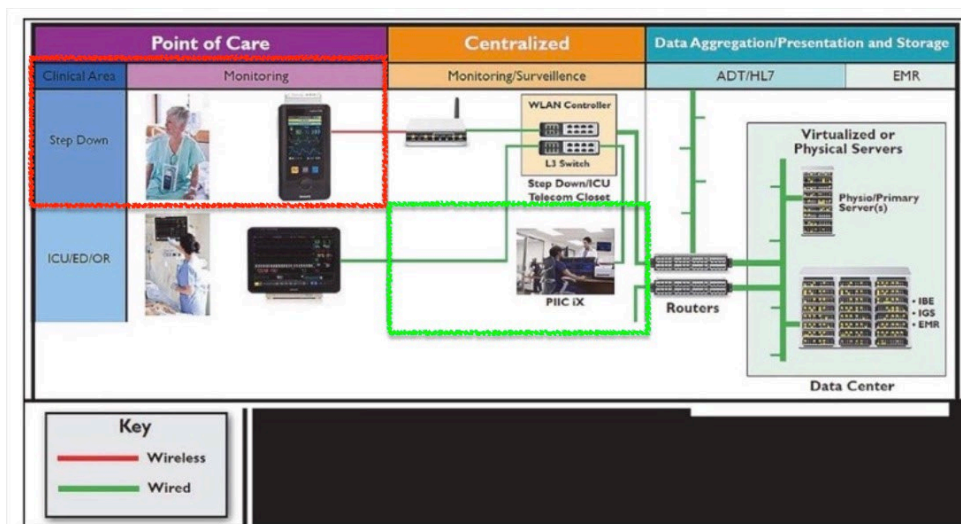 Point of Care
Centralized
Data Aggregation/Presentation and Storage
Clinical Area
Monitoring
Monitoring/Surveillence
ADT/HL7
EMR
Step Down
WLAN Controller
L3 Switch
Step Down/ICU
Telecom Closet
Virtualized or
Physical Servers
Physio/Primary
Server(s)
ICU/ED/OR
PIIC iX
Routers
• IBE
• IGS
• EMR
Data Center
Key
Wireless
Wired